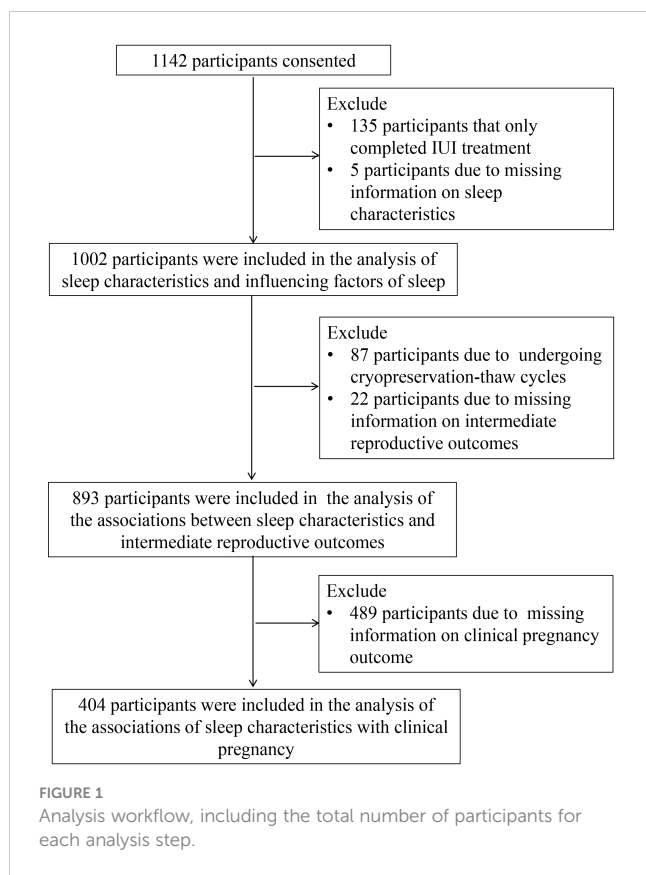 1142 participants consented
Exclude
• 135 participants that only
completed IUI treatment
• 5 participants due to missing
information on sleep
characteristics
1002 participants were included in the analysis of
sleep characteristics and influencing factors of sleep
Exclude
• 87 participants due to undergoing
cryopreservation-thaw cycles
• 22 participants due to missing
information on intermediate
reproductive outcomes
893 participants were included in the analysis of
the associations between sleep characteristics and
intermediate reproductive outcomes
Exclude
• 489 participants due to missing
information on clinical pregnancy
outcome
404 participants were included in the analysis of
the associations of sleep characteristics with clinical
pregnancy
FIGURE 1
Analysis workflow, including the total number of participants for
each analysis step.